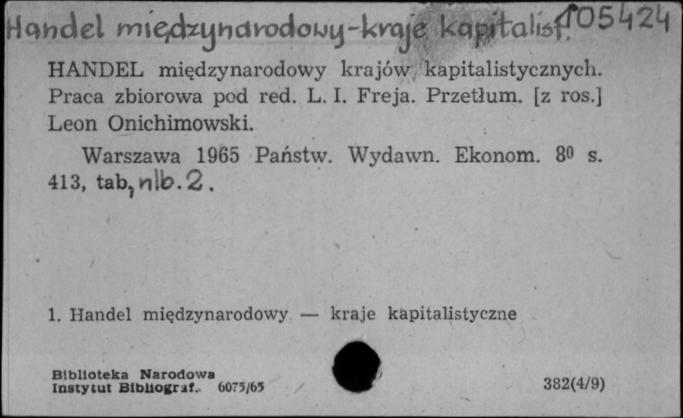 Handel międzynarodowy-kraje kapitalist. 105424
HANDEL międzynarodowy krajów kapitalistycznych.
Praca zbiorowa pod red. L. I. Freja. Przetłum. [z ros.]
Leon Onichimowski.
Warszawa 1965 Państw. Wydawn. Ekonom. 8⁰ s.
413, tab, nlb. 2.
1. Handel międzynarodowy — kraje kapitalistyczne
Biblioteka Narodowa
Instytut Bibliograf. 6075/65 382(4/9)